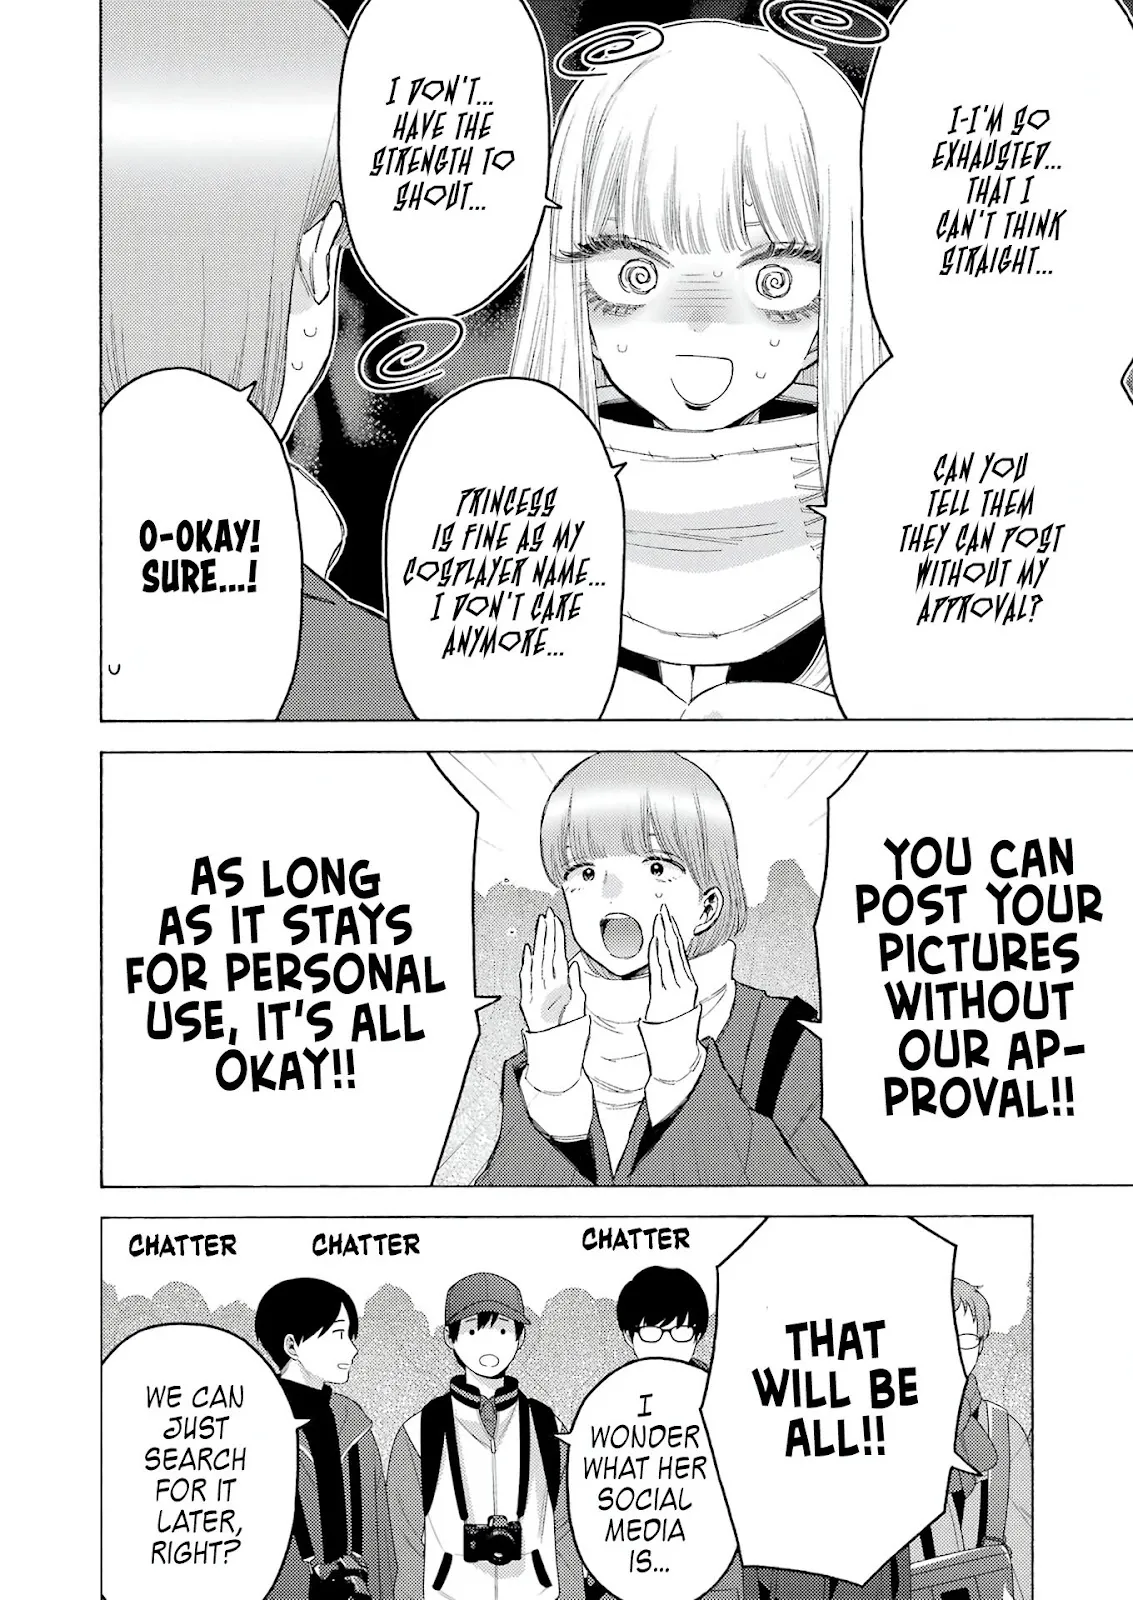 I-I'M SO
EXHAUSTED...
THAT I
CAN'T THINK
STRAIGHT...
CAN YOU
TELL THEM
THEY CAN POST
WITHOUT MY
APPROVAL?
I DON'T...
HAVE THE
STRENGTH TO
SHOUT...
PRINCESS
IS FINE AS MY
COSPLAYER NAME...
I DON'T CARE
ANYMORE...
O-OKAY!
SURE...!
YOU CAN
POST YOUR
PICTURES
WITHOUT
OUR AP-
PROVAL!!
AS LONG
AS IT STAYS
FOR PERSONAL
USE, IT'S ALL
OKAY!!
THAT
WILL BE
ALL!!
CHATTER
CHATTER
CHATTER
I
WONDER
WHAT HER
SOCIAL
MEDIA
IS...
WE CAN
JUST
SEARCH
FOR IT
LATER,
RIGHT?